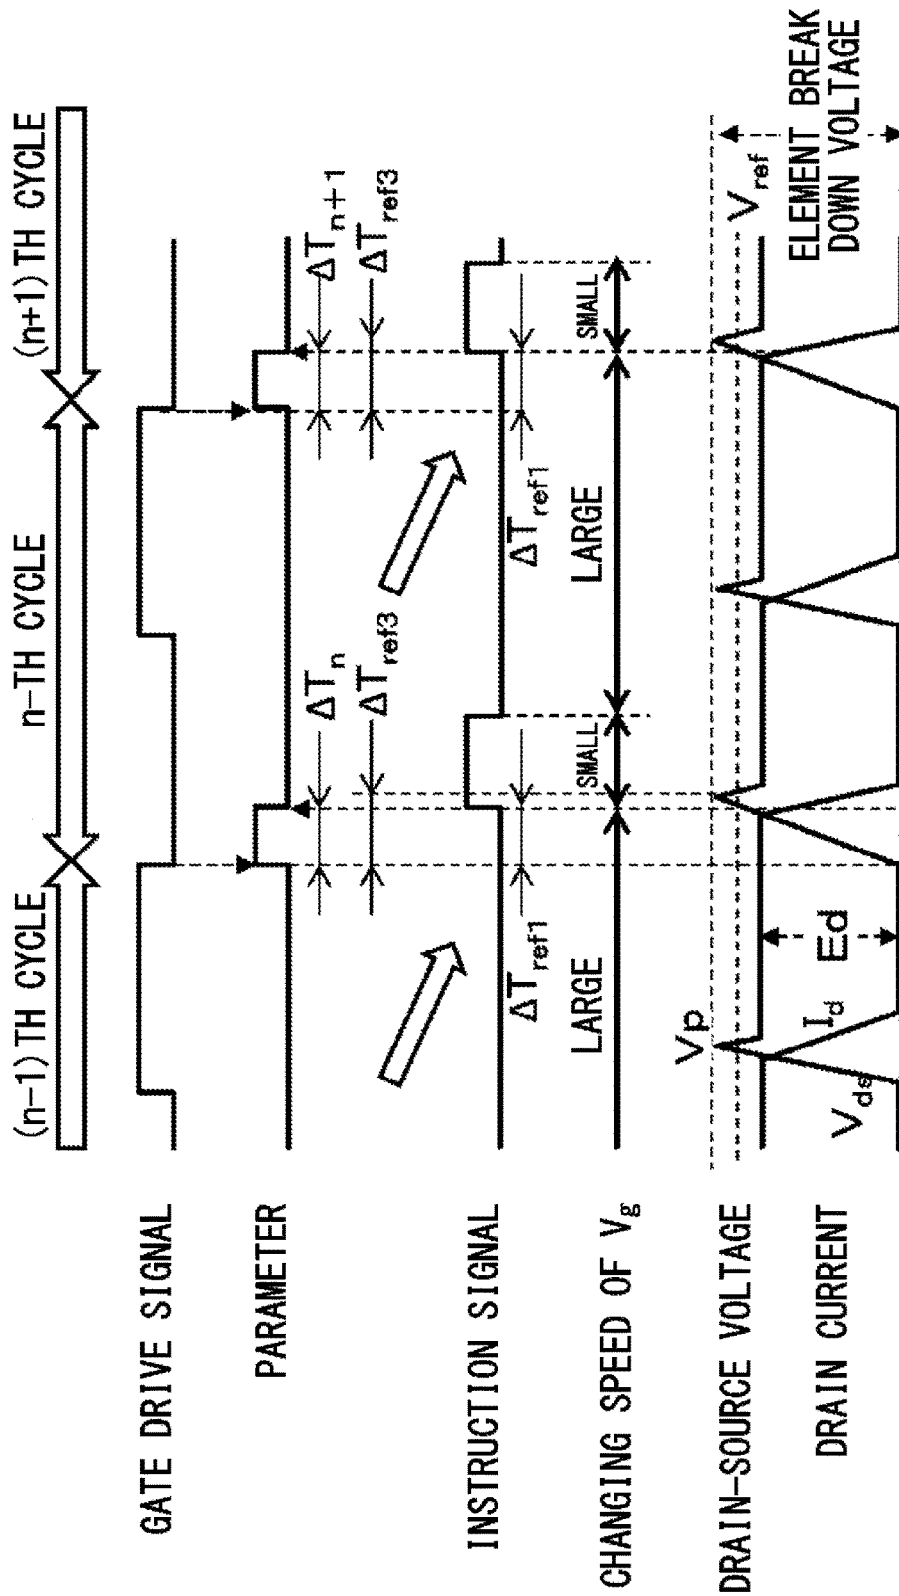 (n-1)TH CYCLE
n-TH CYCLE
(n+1)TH CYCLE
GATE DRIVE SIGNAL
PARAMETER
ΔTn
ΔTn+1
ΔTref3
ΔTref3
INSTRUCTION SIGNAL
ΔTref1
ΔTref1
CHANGING SPEED OF Vg
LARGE
SMALL
LARGE
SMALL
DRAIN-SOURCE VOLTAGE
Vp
Vref
DRAIN CURRENT
Vds
Id
Ed
ELEMENT BREAK
DOWN VOLTAGE